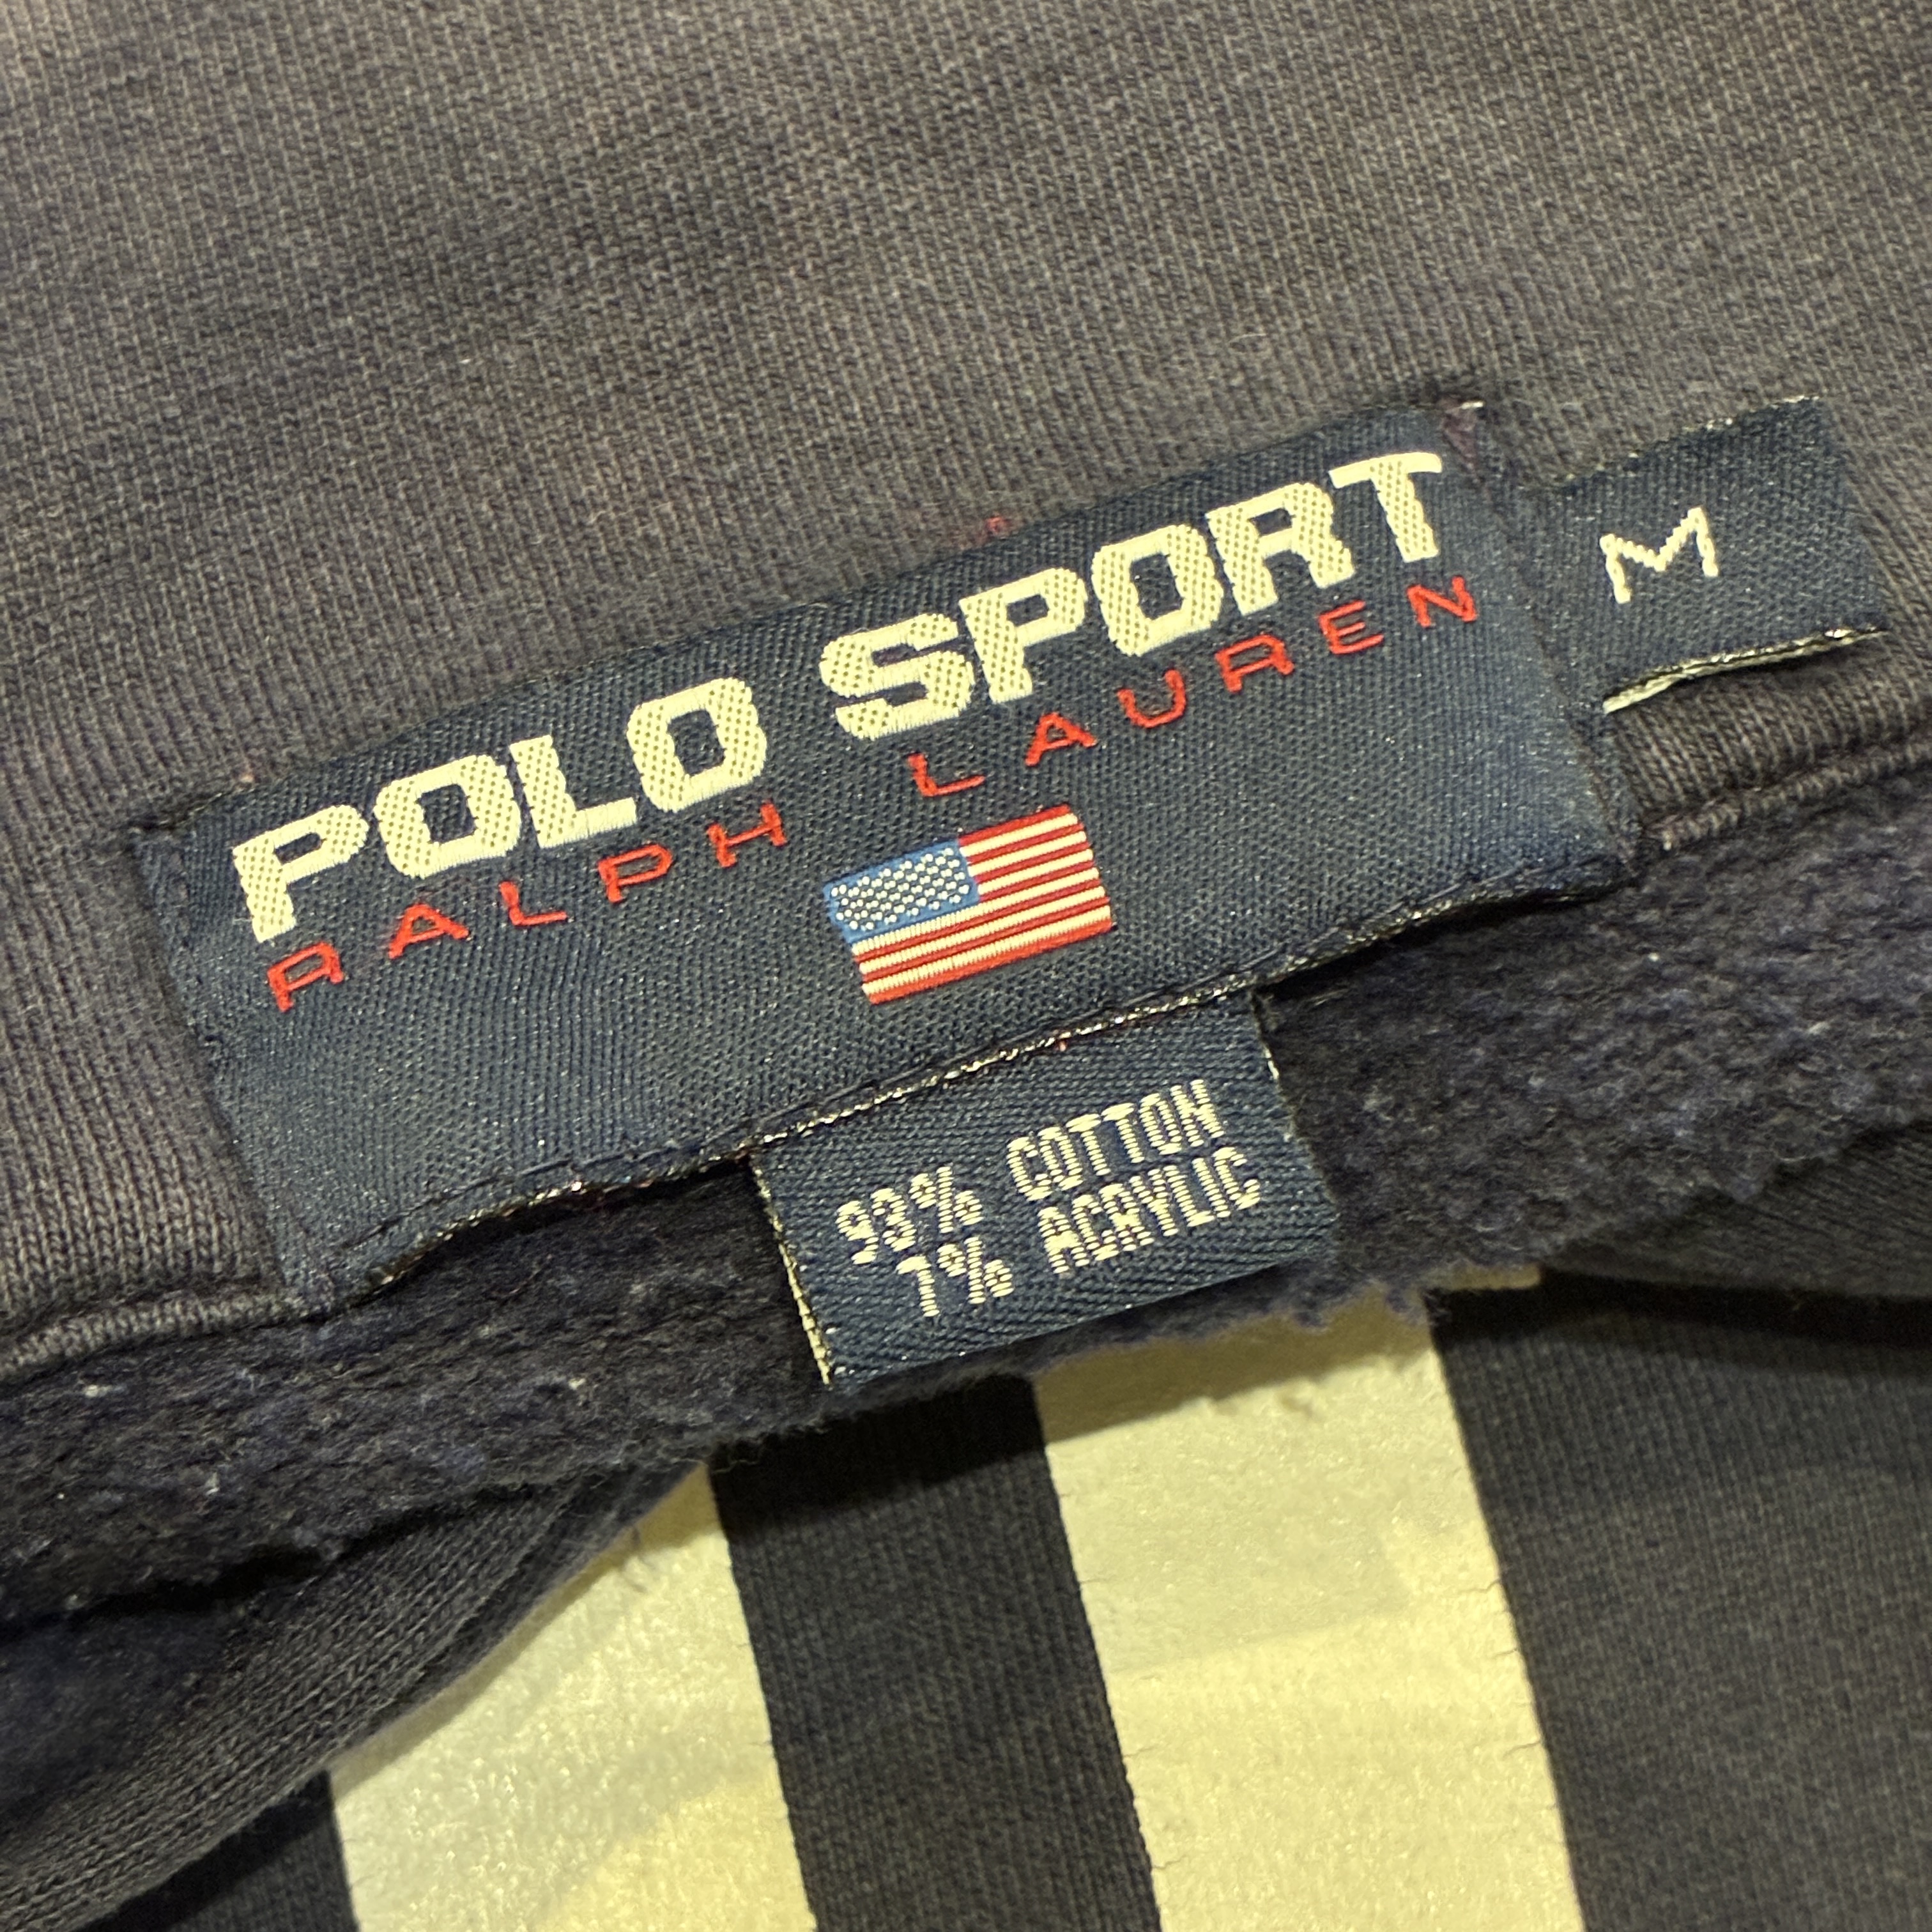 POLO SPORT
RALPH LAUREN
M
93% COTTON
7% ACRYLIC